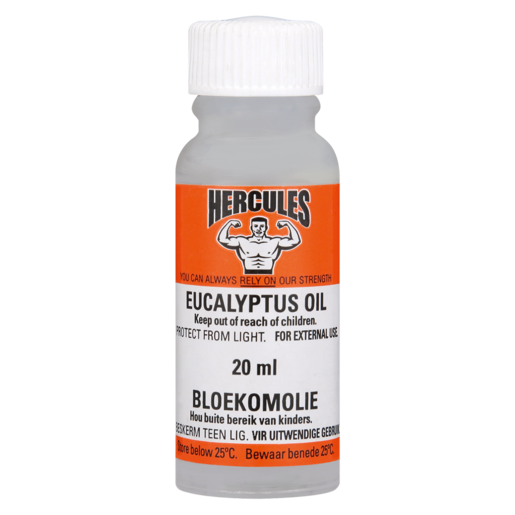 HERCULES
YOU CAN ALWAYS RELY ON OUR STRENGTH
EUCALYPTUS OIL
Keep out of reach of children.
PROTECT FROM LIGHT. FOR EXTERNAL USE.
20 ml
BLOEKOMOLIE
Hou buite bereik van kinders.
BESKERM TEEN LIG. VIR UITWENDIGE GEBRUIK
Store below 25°C. Bewaar benede 25°C.